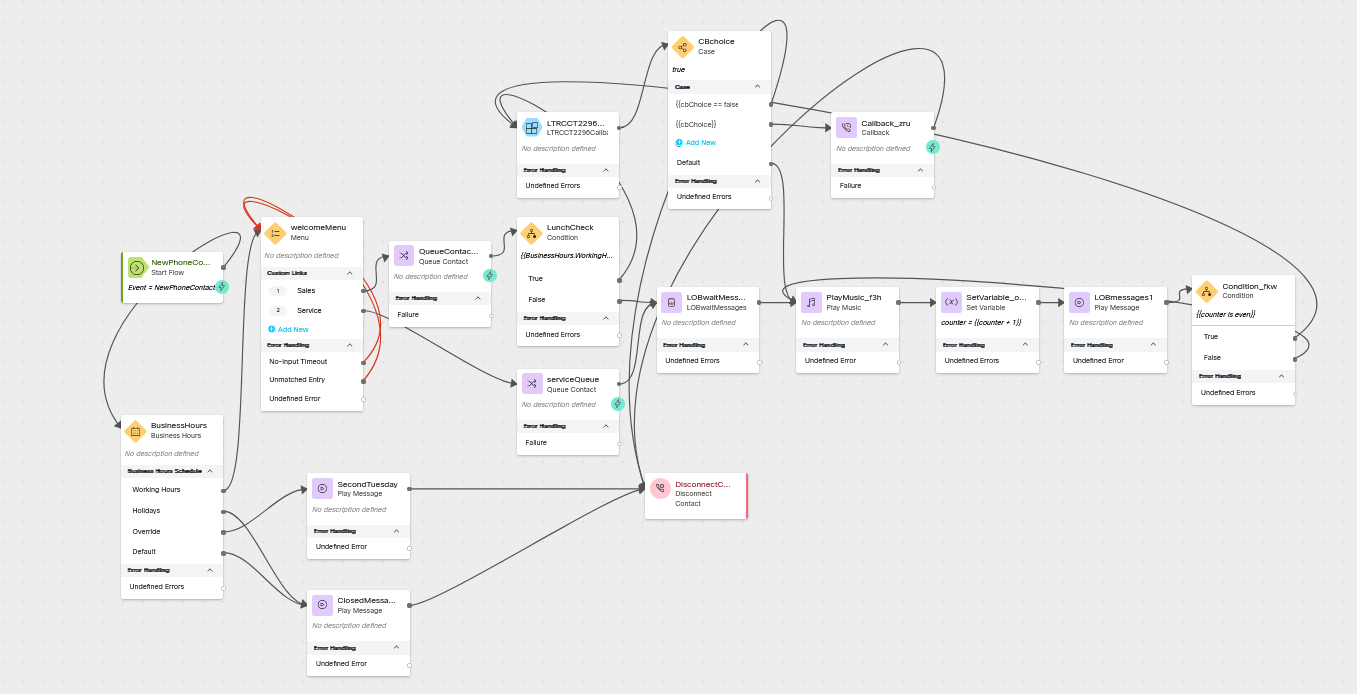 CBchoice
Case
true
Case
{{cbChoice == false
{{cbChoice}}
Add New
Default
Error Handling
Undefined Errors
LTRCCT2296...
LTRCCT2296Callba
No description defined
Error Handling
Undefined Errors
Callback_zru
Callback
No description defined
Error Handling
Failure
NewPhoneCo...
Start Flow
Event = NewPhoneContact
welcomeMenu
Menu
No description defined
Custom Links
1 Sales
2 Service
Add New
Error Handling
No-Input Timeout
Unmatched Entry
Undefined Error
QueueContac...
Queue Contact
No description defined
Error Handling
Failure
LunchCheck
Condition
{{BusinessHours.WorkingH...
True
False
Error Handling
Undefined Errors
LOBwaitMess...
LOBwaitMessages
No description defined
Error Handling
Undefined Errors
PlayMusic_f3h
Play Music
No description defined
Error Handling
Undefined Error
SetVariable_o...
Set Variable
counter = {{counter + 1}}
Error Handling
Undefined Errors
LOBmessages1
Play Message
No description defined
Error Handling
Undefined Error
Condition_fkw
Condition
{{counter is even}}
True
False
Error Handling
Undefined Errors
serviceQueue
Queue Contact
No description defined
Error Handling
Failure
BusinessHours
Business Hours
No description defined
Business Hours Schedule
Working Hours
Holidays
Override
Default
Error Handling
Undefined Errors
SecondTuesday
Play Message
No description defined
Error Handling
Undefined Error
DisconnectC...
Disconnect
Contact
ClosedMessa...
Play Message
No description defined
Error Handling
Undefined Error